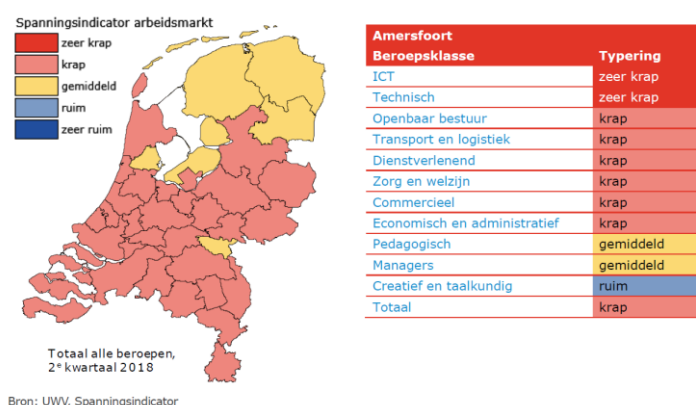 Spanningsindicator arbeidsmarkt
zeer krap
krap
gemiddeld
ruim
zeer ruim
Totaal alle beroepen,
2e kwartaal 2018
Bron: UWV, Spanningsindicator
Amersfoort
Beroepsklasse Typering
ICT zeer krap
Technisch zeer krap
Openbaar bestuur krap
Transport en logistiek krap
Dienstverlenend krap
Zorg en welzijn krap
Commercieel krap
Economisch en administratief krap
Pedagogisch gemiddeld
Managers gemiddeld
Creatief en taalkundig ruim
Totaal krap